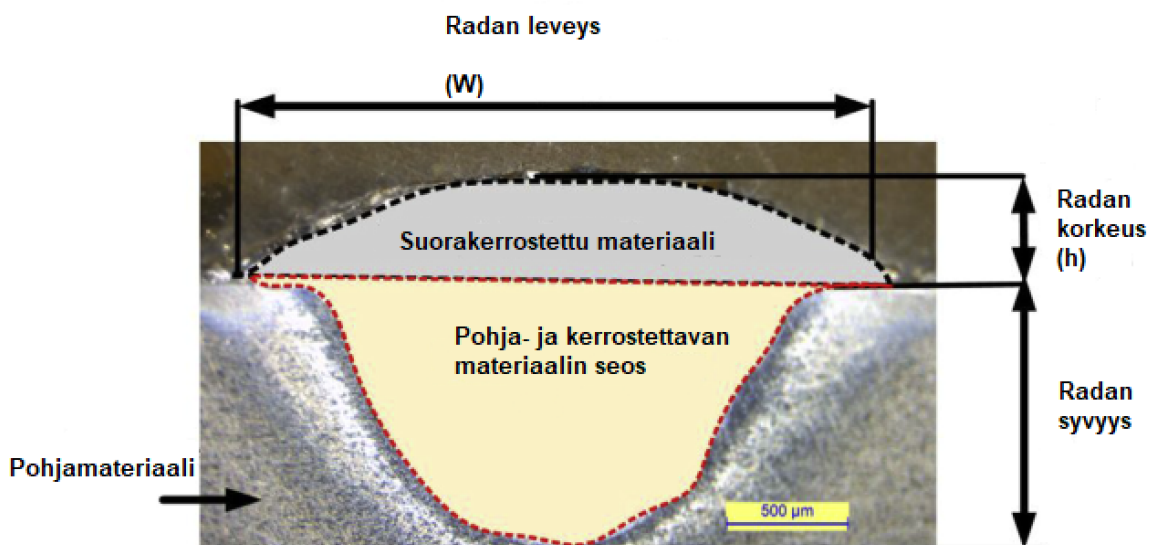 Radan leveys
(W)
Suorakerrostettu materiaali
Radan
korkeus
(h)
Pohja- ja kerrostettavan
materiaalin seos
Radan
syvyys
Pohjamateriaali
500 µm